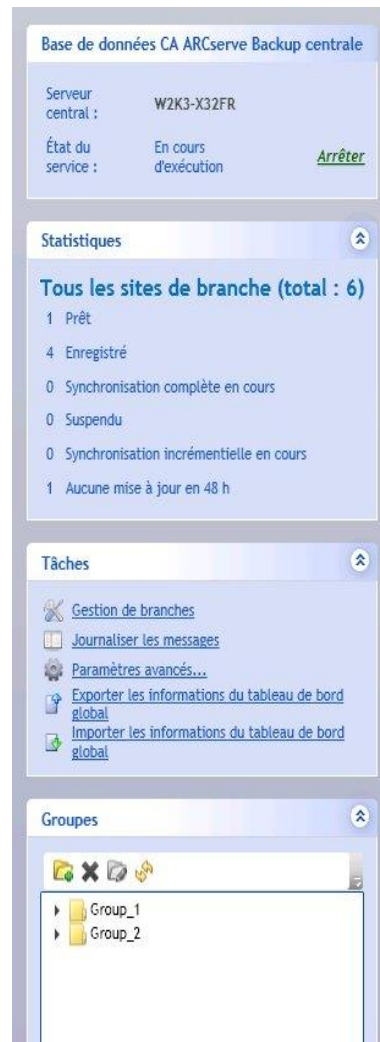 Base de données CA ARCserve Backup centrale
Serveur
central :
W2K3-X32FR
État du
service :
En cours
d'exécution
Arrêter
Statistiques
Tous les sites de branche (total : 6)
1 Prêt
4 Enregistré
0 Synchronisation complète en cours
0 Suspendu
0 Synchronisation incrémentielle en cours
1 Aucune mise à jour en 48 h
Tâches
Gestion de branches
Journaliser les messages
Paramètres avancés...
Exporter les informations du tableau de bord
global
Importer les informations du tableau de bord
global
Groupes
Group_1
Group_2